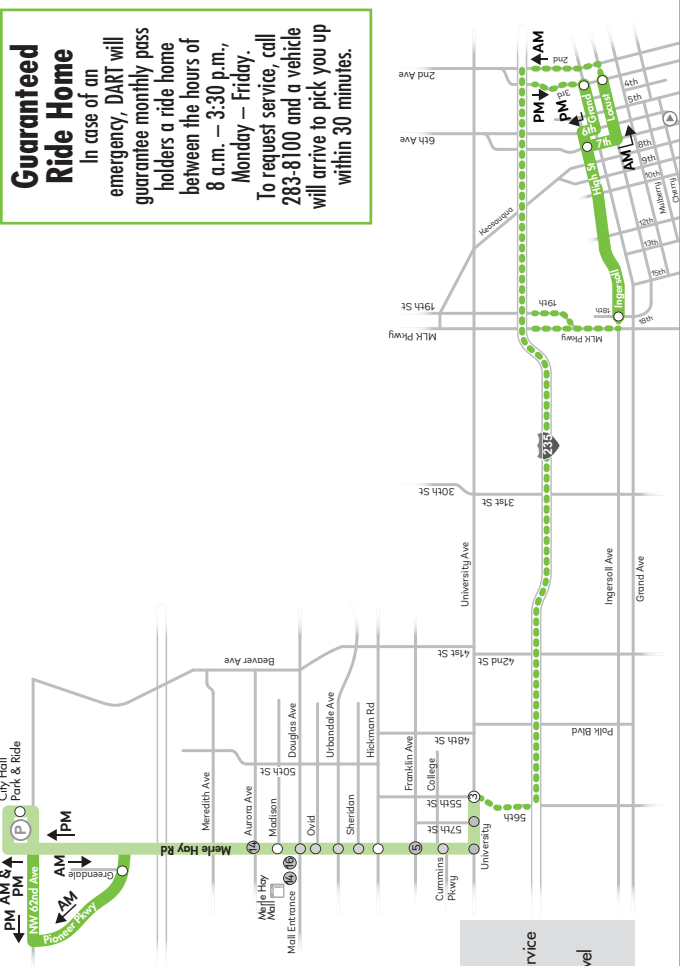 Guaranteed
Ride Home
In case of an
emergency, DART will
guarantee monthly pass
holders a ride home
between the hours of
8 a.m. – 3:30 p.m.,
Monday – Friday.
To request service, call
283-8100 and a vehicle
will arrive to pick you up
within 30 minutes.
City Hall
Park & Ride
P
PM
AM &
PM
PM
AM
AM
NW 62nd Ave
Pioneer Pkwy
Greendale
Merle Hay Rd
Beaver Ave
Meredith Ave
50th St
Aurora Ave
14
Madison
Douglas Ave
16
14
Merle Hay
Mall
Mall Entrance
Ovid
Urbandale Ave
Sheridan
Hickman Rd
Franklin Ave
5
College
Cummins
Pkwy
48th St
55th St
57th St
3
University
56th
41st St
42nd St
Polk Blvd
University Ave
30th St
31st St
235
Ingersoll Ave
Grand Ave
MLK Pkwy
19th St
19th
MLK Pkwy
18th
18th
Ingersoll
Keosauqua
6th Ave
2nd Ave
2nd
AM
PM
3rd
PM
Grand
Locust
6th
7th
AM
High St
4th
5th
8th
9th
10th
12th
13th
15th
Mulberry
Cherry
rvice
vel